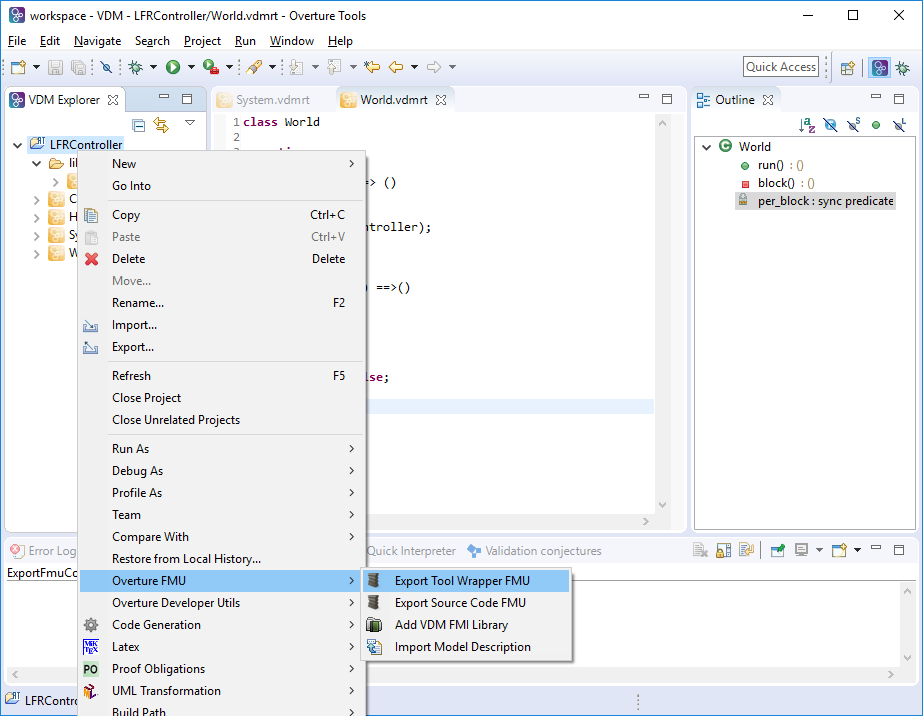 workspace - VDM - LFRController/World.vdmrt - Overture Tools
File Edit Navigate Search Project Run Window Help
Quick Access
VDM Explorer
System.vdmrt
World.vdmrt
Outline
LFRController
lib
New
Go Into
Copy Ctrl+C
Paste Ctrl+V
Delete Delete
Move...
Rename... F2
Import...
Export...
Refresh F5
Close Project
Close Unrelated Projects
Run As
Debug As
Profile As
Team
Compare With
Restore from Local History...
Overture FMU
Overture Developer Utils
Code Generation
Latex
PO Proof Obligations
UML Transformation
Build Path
Export Tool Wrapper FMU
Export Source Code FMU
Add VDM FMI Library
Import Model Description
1 class World
2
=> ()
ntroller);
) ==>()
lse;
World
run() : ()
block() : ()
per_block : sync predicate
Error Log
Quick Interpreter
Validation conjectures
ExportFmuCo
LFRContro